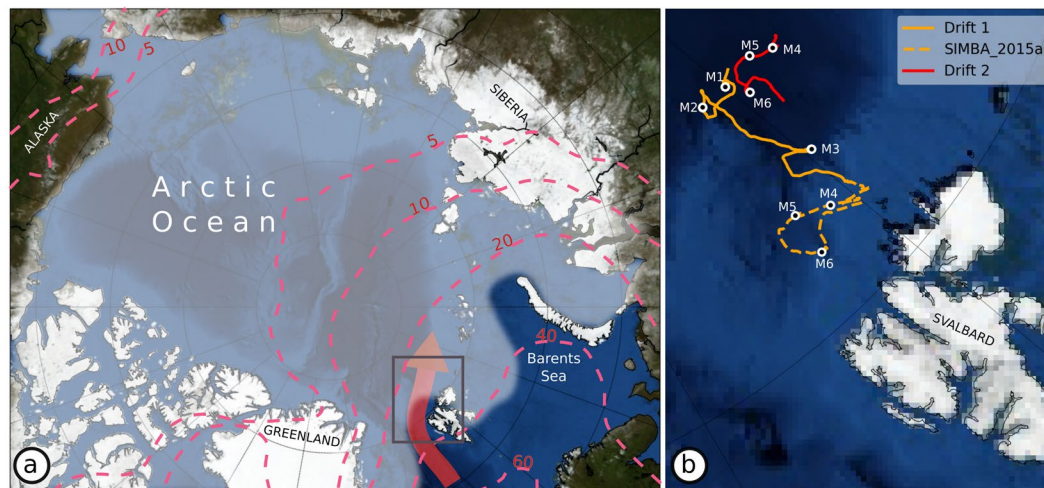 10
5
ALASKA
SIBERIA
5
Arctic
Ocean
10
20
40
Barents
Sea
GREENLAND
60
a
Drift 1
SIMBA_2015a
Drift 2
M5
M4
M1
M6
M2
M3
M4
M5
M6
SVALBARD
b